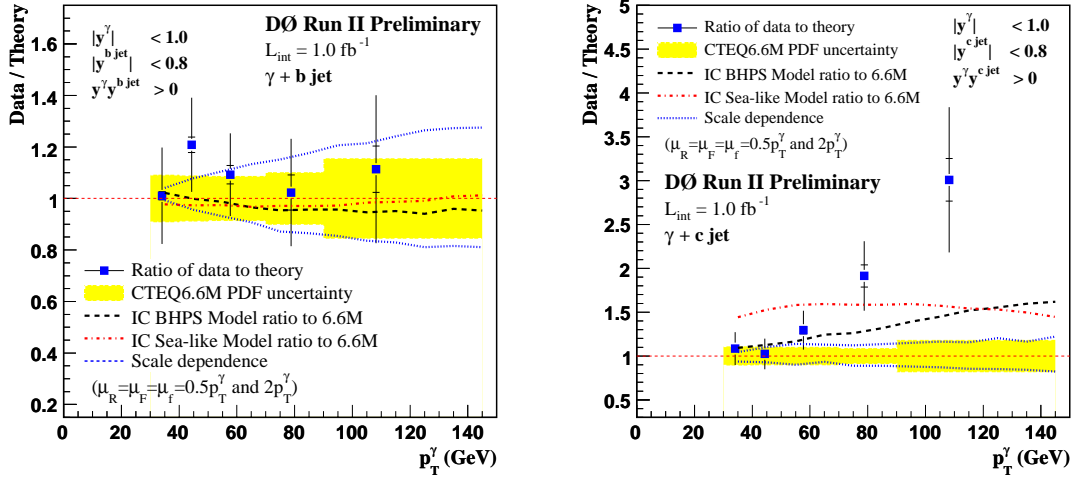 Data / Theory
1.6
1.4
1.2
1
0.8
0.6
0.4
0.2
DØ Run II Preliminary
L_int = 1.0 fb^-1
γ + b jet
|y^γ| < 1.0
|y^b jet| < 0.8
y^γ y^b jet > 0
Ratio of data to theory
CTEQ6.6M PDF uncertainty
IC BHPS Model ratio to 6.6M
IC Sea-like Model ratio to 6.6M
Scale dependence
(μ_R=μ_F=μ_f=0.5p_T^γ and 2p_T^γ)
0 20 40 60 80 100 120 140
p_T^γ (GeV)
Data / Theory
5
4.5
4
3.5
3
2.5
2
1.5
1
0.5
Ratio of data to theory
CTEQ6.6M PDF uncertainty
IC BHPS Model ratio to 6.6M
IC Sea-like Model ratio to 6.6M
Scale dependence
(μ_R=μ_F=μ_f=0.5p_T^γ and 2p_T^γ)
|y^γ| < 1.0
|y^c jet| < 0.8
y^γ y^c jet > 0
DØ Run II Preliminary
L_int = 1.0 fb^-1
γ + c jet
0 20 40 60 80 100 120 140
p_T^γ (GeV)